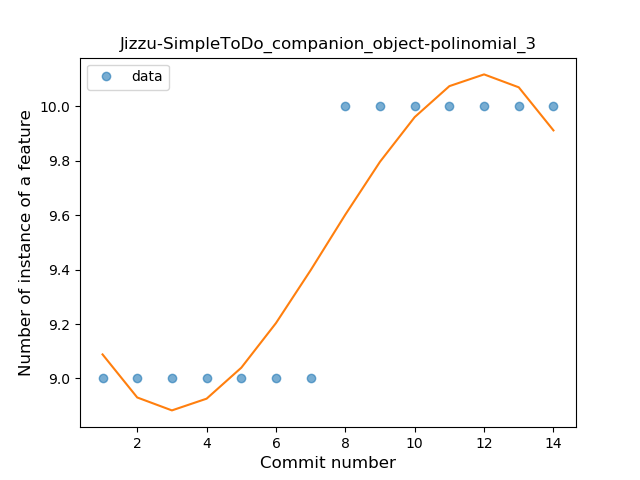 Jizzu-SimpleToDo_companion_object-polinomial_3
data
Number of instance of a feature
10.0
9.8
9.6
9.4
9.2
9.0
2 4 6 8 10 12 14
Commit number